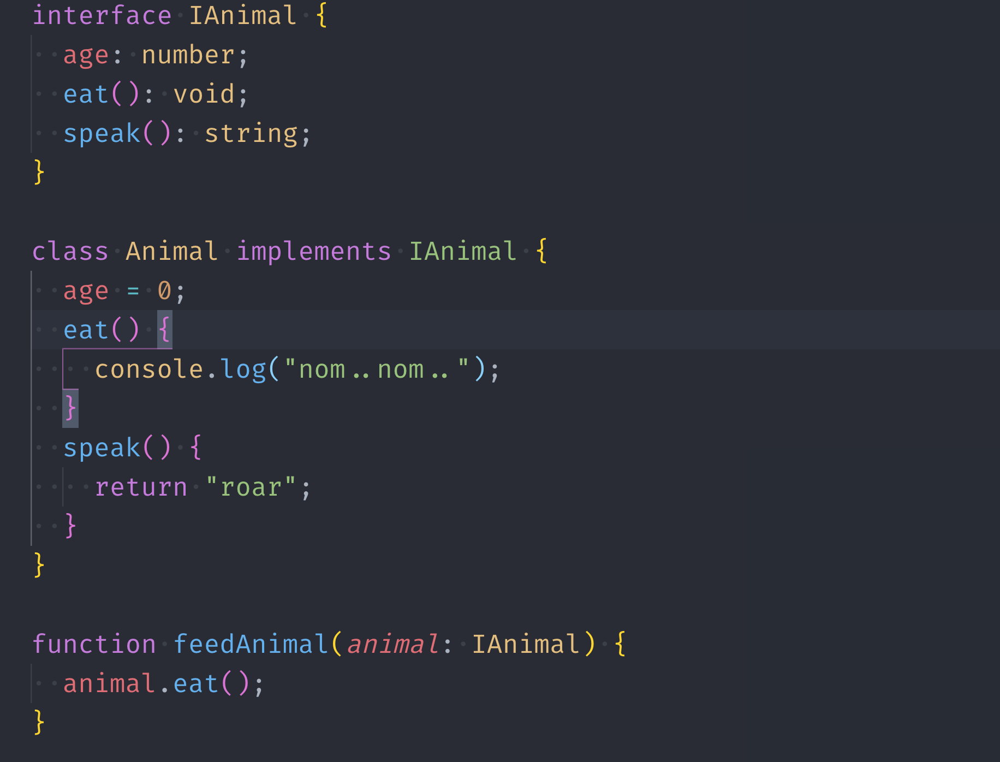 interface IAnimal {
  age: number;
  eat(): void;
  speak(): string;
}

class Animal implements IAnimal {
  age = 0;
  eat() {
    console.log("nom..nom..");
  }
  speak() {
    return "roar";
  }
}

function feedAnimal(animal: IAnimal) {
  animal.eat();
}